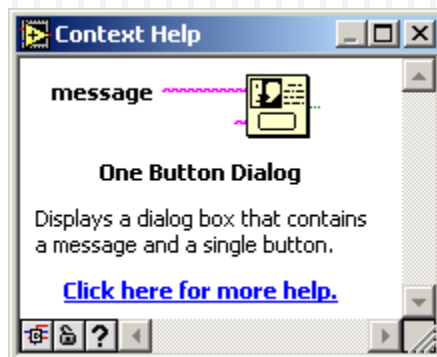 Context Help
message
One Button Dialog
Displays a dialog box that contains
a message and a single button.
Click here for more help.
?